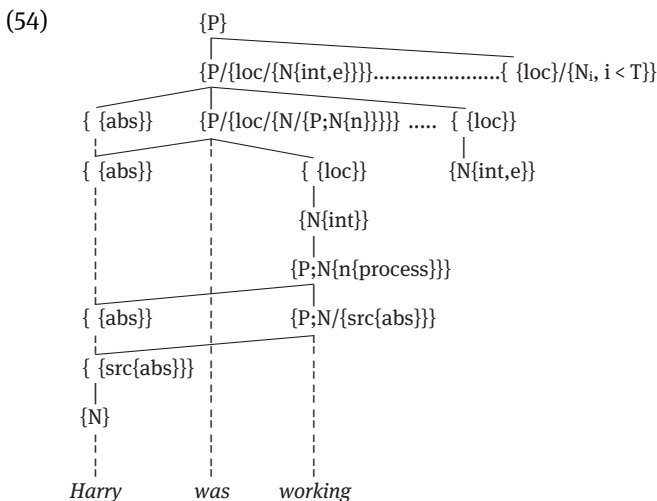 (54) {P}
{P/{loc/{N{int,e}}}}.......................{ {loc}/{Nᵢ, i < T}}
{ {abs}} {P/{loc/{N/{P;N{n}}}}} ..... { {loc}}
{ {abs}} { {loc}} {N{int,e}}
{N{int}}
{P;N{n{process}}}
{ {abs}} {P;N/{src{abs}}}
{ {src{abs}}}
{N}
Harry was working